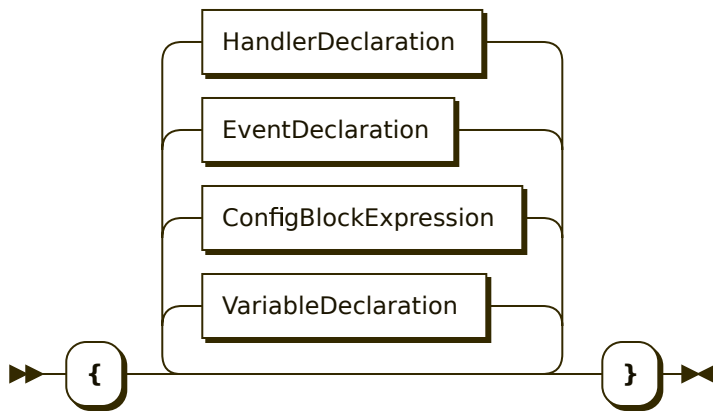 HandlerDeclaration
EventDeclaration
ConfigBlockExpression
VariableDeclaration
{ }